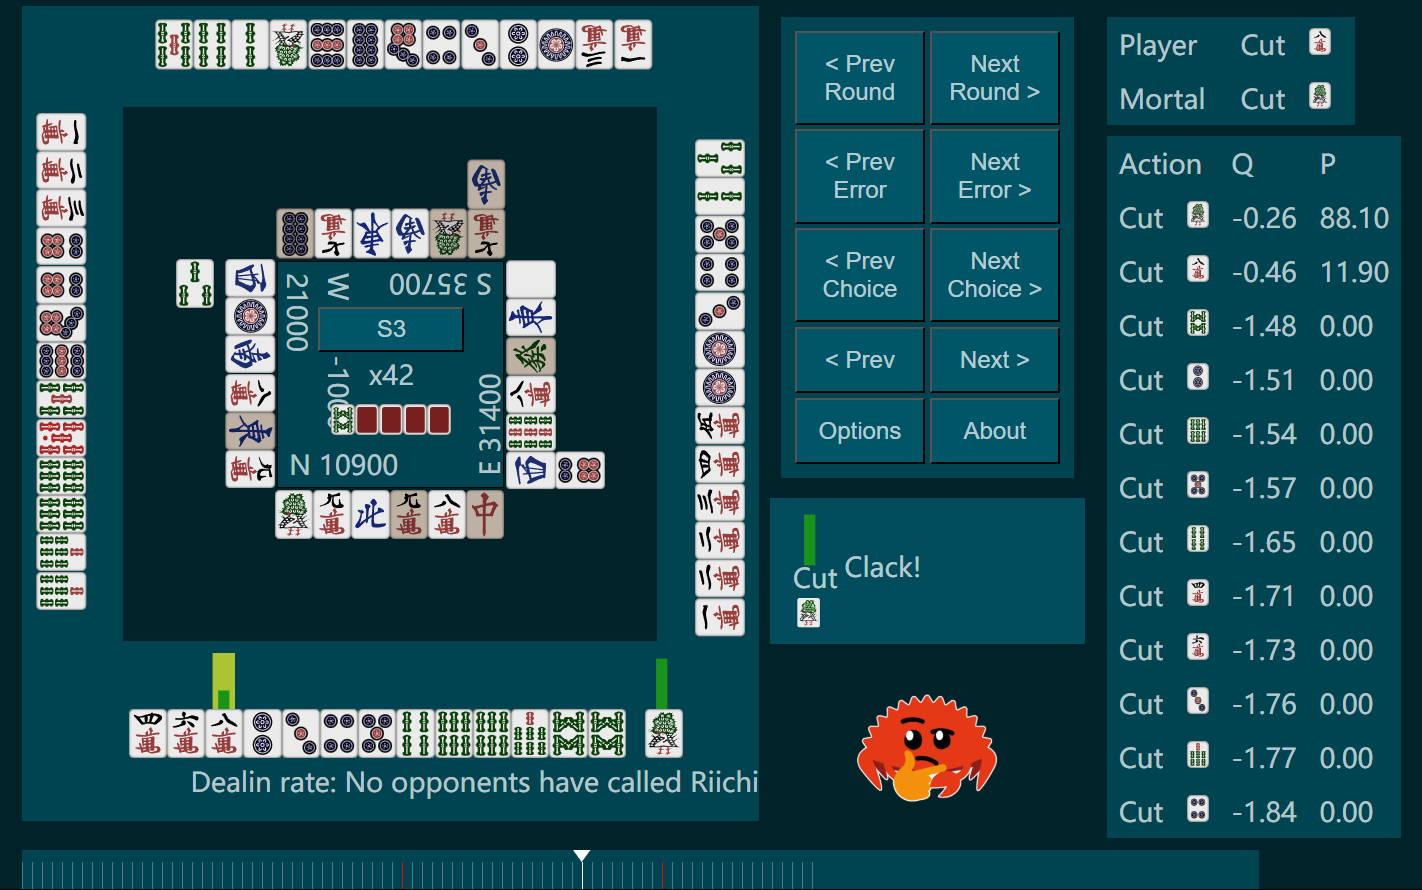 < Prev Round
Next Round >
< Prev Error
Next Error >
< Prev Choice
Next Choice >
< Prev
Next >
Options
About
Player Cut
Mortal Cut
Action Q P
Cut -0.26 88.10
Cut -0.46 11.90
Cut -1.48 0.00
Cut -1.51 0.00
Cut -1.54 0.00
Cut -1.57 0.00
Cut -1.65 0.00
Cut -1.71 0.00
Cut -1.73 0.00
Cut -1.76 0.00
Cut -1.77 0.00
Cut -1.84 0.00
S 35700
W 21000
S3
x42
E 31400
N 10900
Cut
Clack!
Dealin rate: No opponents have called Riichi